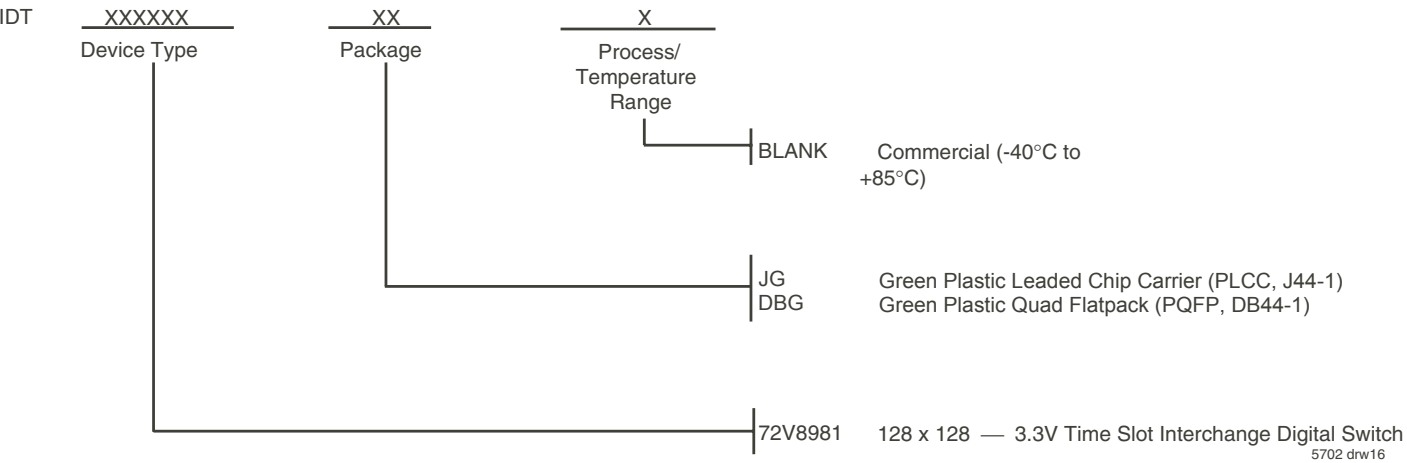 IDT XXXXXX XX X
Device Type Package Process/
Temperature
Range
BLANK Commercial (-40°C to
+85°C)
JG Green Plastic Leaded Chip Carrier (PLCC, J44-1)
DBG Green Plastic Quad Flatpack (PQFP, DB44-1)
72V8981 128 x 128 — 3.3V Time Slot Interchange Digital Switch
5702 drw16